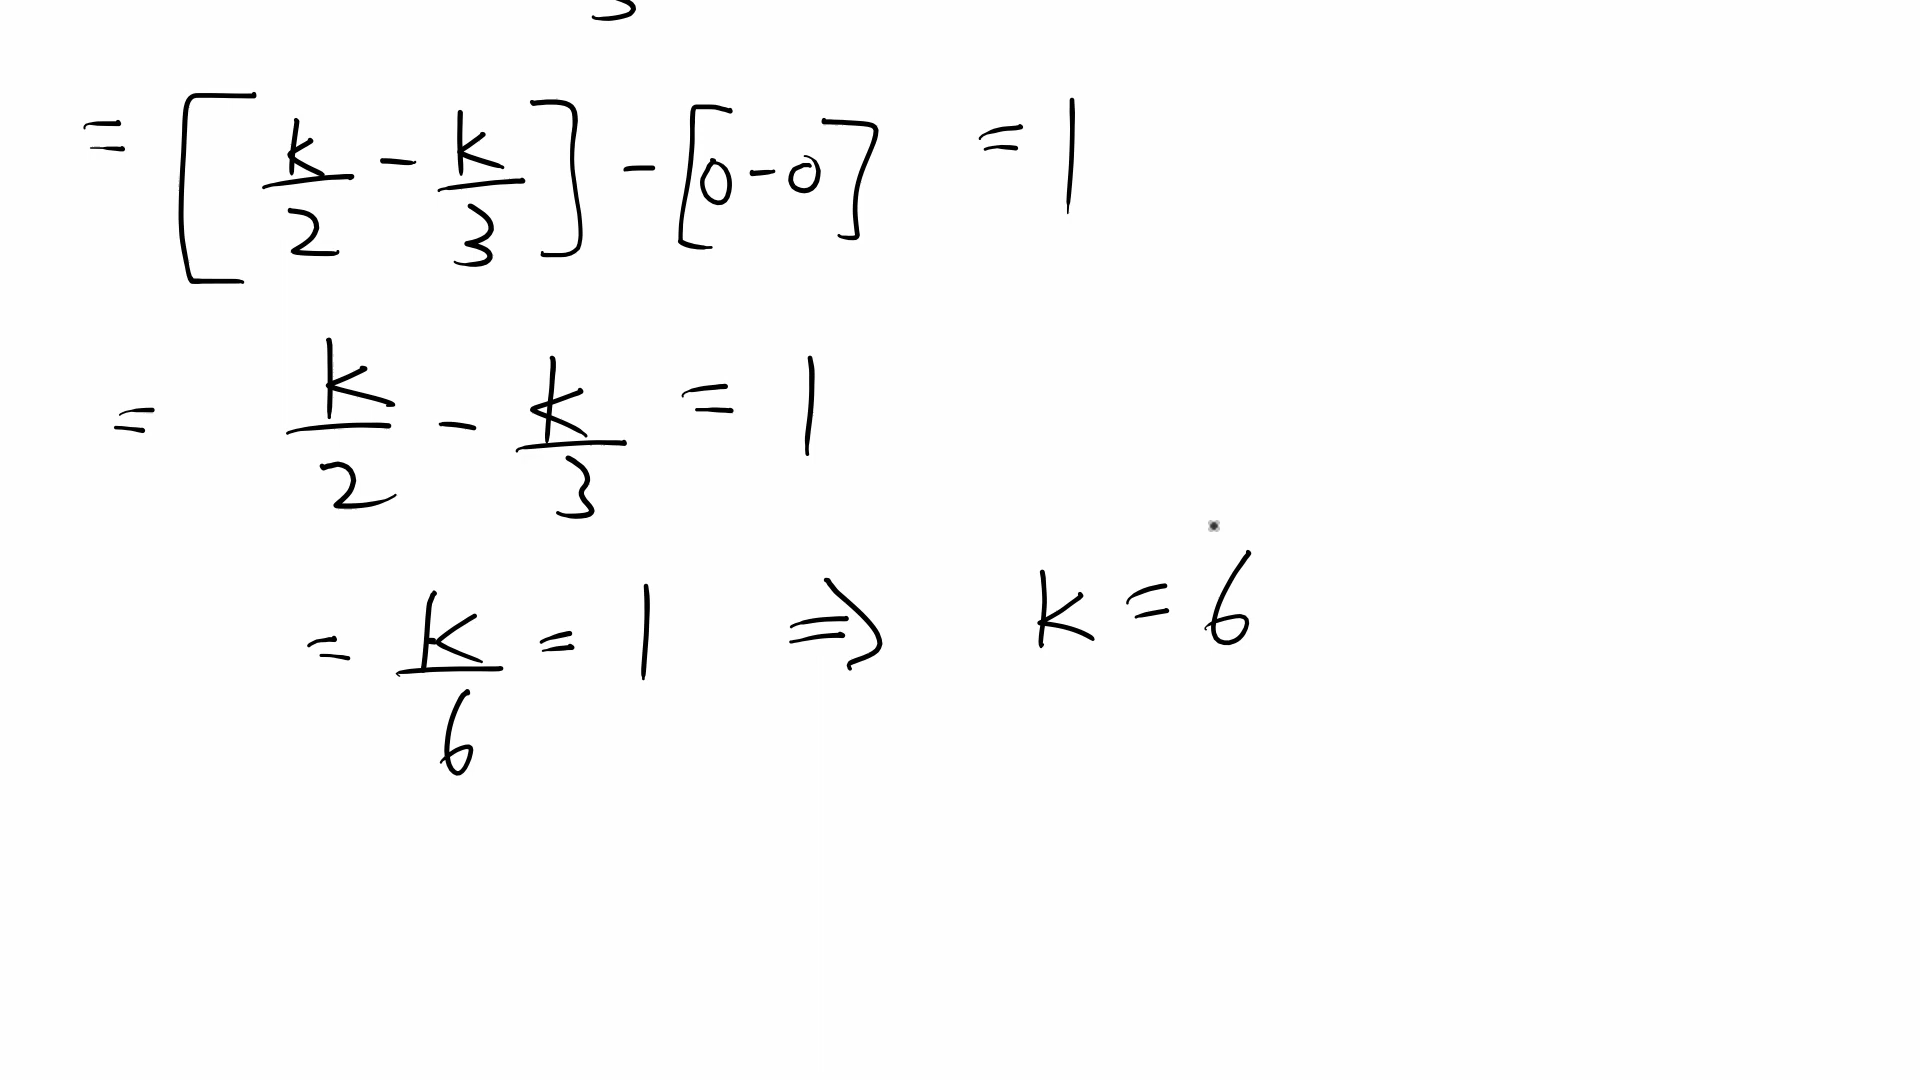 = [k/2 - k/3] - [0-0] = 1
= k/2 - k/3 = 1
= k/6 = 1 ⇒ k = 6